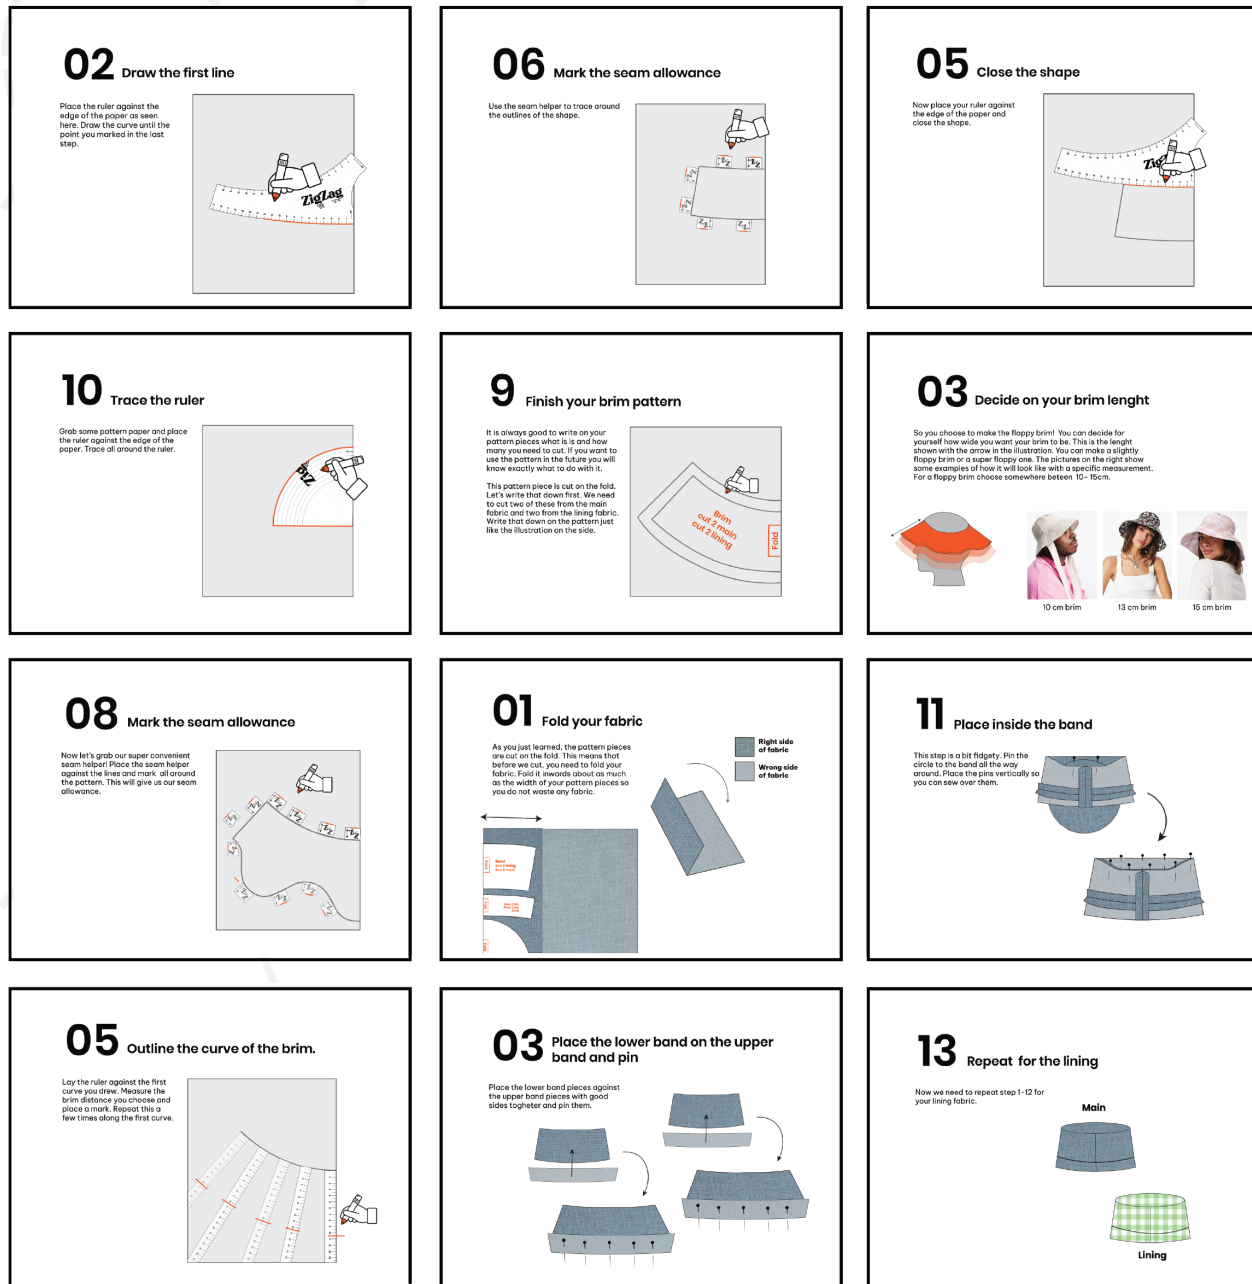 02 Draw the first line
Place the ruler against the
edge of the paper as seen
here. Draw the curve until the
point you marked in the last
step.
ZigZag
06 Mark the seam allowance
Use the seam helper to trace around
the outlines of the shape.
05 Close the shape
Now place your ruler against
the edge of the paper and
close the shape.
Zig
10 Trace the ruler
Grab some pattern paper and place
the ruler against the edge of the
paper. Trace all around the ruler.
Zig
9 Finish your brim pattern
It is always good to write on your
pattern pieces what is is and how
many you need to cut. If you want to
use the pattern in the future you will
know exactly what to do with it.
This pattern piece is cut on the fold.
Let's write that down first. We need
to cut two of these from the main
fabric and two from the lining fabric.
Write that down on the pattern just
like the illustration on the side.
Brim
cut 2 main
cut 2 lining
Fold
03 Decide on your brim lenght
So you choose to make the floppy brim! You can decide for
yourself how wide you want your brim to be. This is the lenght
shown with the arrow in the illustration. You can make a slightly
floppy brim or a super floppy one. The pictures on the right show
some examples of how it will look like with a specific measurement.
For a floppy brim choose somewhere beteen 10-15cm.
10 cm brim
13 cm brim
15 cm brim
08 Mark the seam allowance
Now let's grab our super convenient
seam helper! Place the seam helper
against the lines and mark all around
the pattern. This will give us our seam
allowance.
01 Fold your fabric
As you just learned, the pattern pieces
are cut on the fold. This means that
before we cut, you need to fold your
fabric. Fold it inwards about as much
as the width of your pattern pieces so
you do not waste any fabric.
Right side
of fabric
Wrong side
of fabric
11 Place inside the band
This step is a bit fidgety. Pin the
circle to the band all the way
around. Place the pins vertically so
you can sew over them.
05 Outline the curve of the brim.
Lay the ruler against the first
curve you drew. Measure the
brim distance you choose and
place a mark. Repeat this a
few times along the first curve.
03 Place the lower band on the upper
band and pin
Place the lower band pieces against
the upper band pieces with good
sides togheter and pin them.
13 Repeat for the lining
Now we need to repeat step 1-12 for
your lining fabric.
Main
Lining